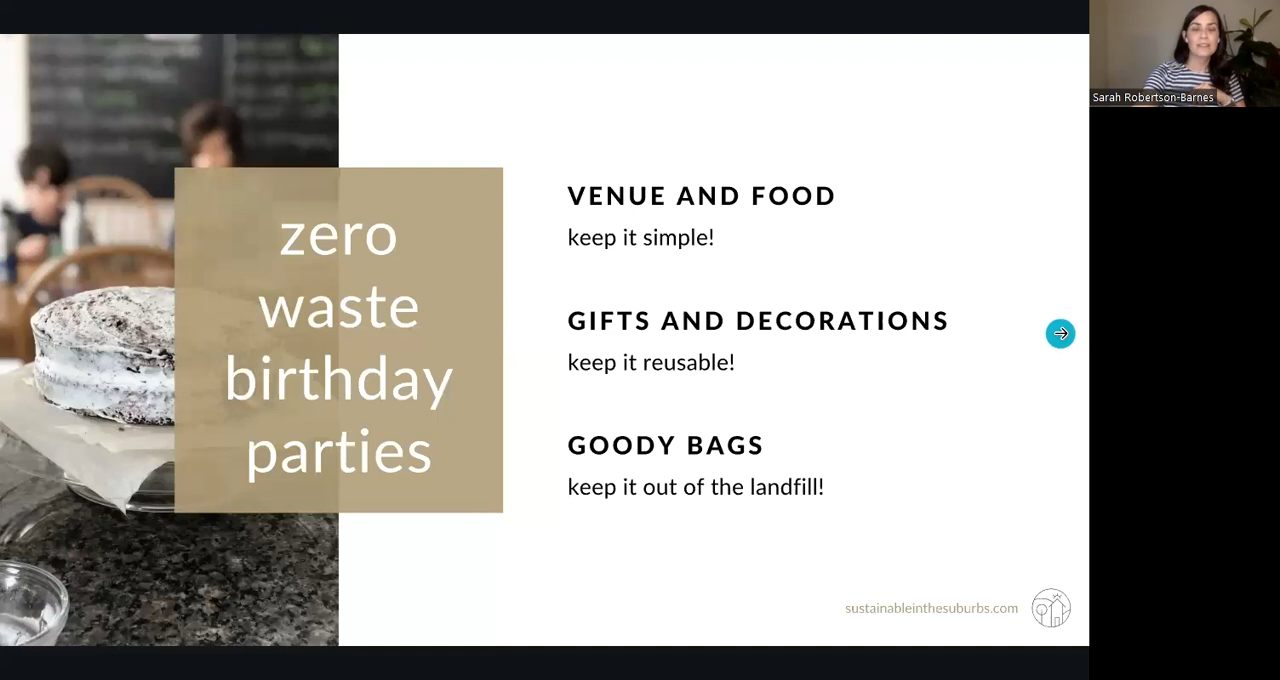 Sarah Robertson-Barnes
zero
waste
birthday
parties
VENUE AND FOOD
keep it simple!
GIFTS AND DECORATIONS
keep it reusable!
GOODY BAGS
keep it out of the landfill!
sustainableinthesuburbs.com